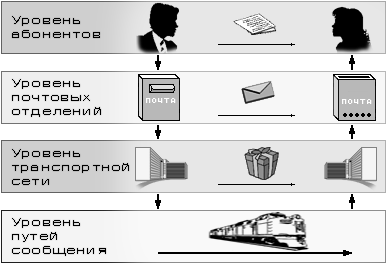 Уровень
абонентов
Уровень
почтовых
отделений
ПОЧТА
ПОЧТА
Уровень
транспортной
сети
Уровень
путей
сообщения